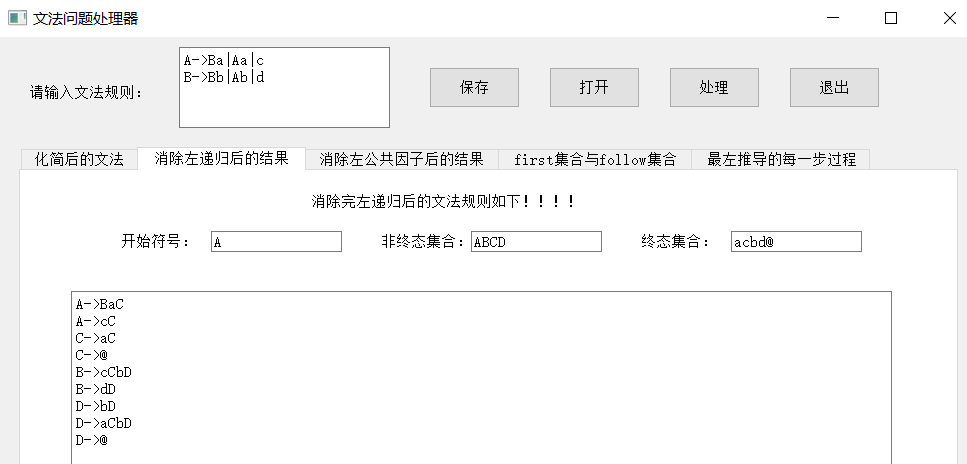 文法问题处理器
请输入文法规则：
A->Ba|Aa|c
B->Bb|Ab|d
保存
打开
处理
退出
化简后的文法
消除左递归后的结果
消除左公共因子后的结果
first集合与follow集合
最左推导的每一步过程
消除完左递归后的文法规则如下！！！！
开始符号： A
非终态集合： ABCD
终态集合： acbd@
A->BaC
A->cC
C->aC
C->@
B->cCbD
B->dD
D->bD
D->aCbD
D->@